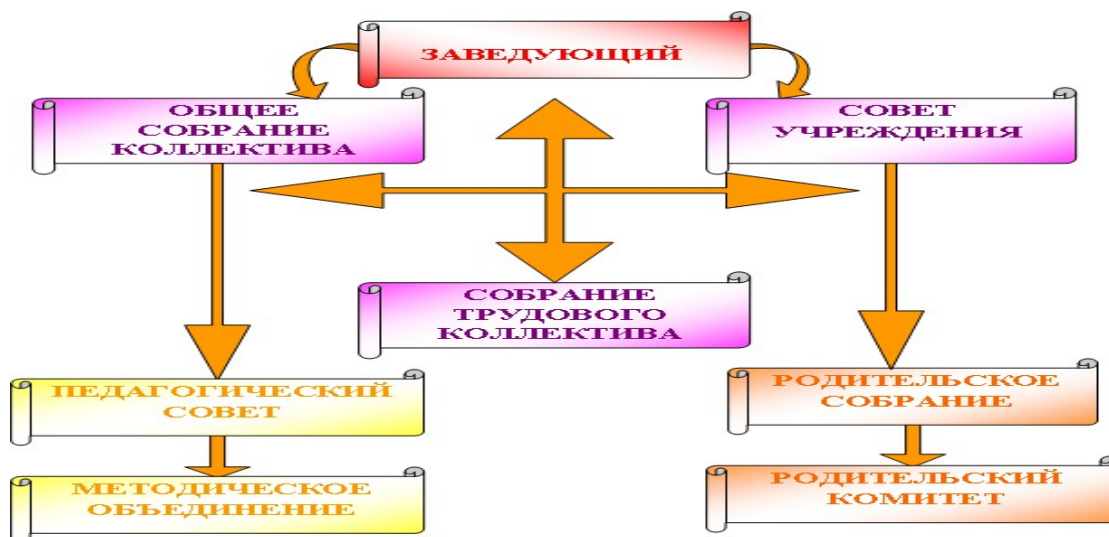 ЗАВЕДУЮЩИЙ
ОБЩЕЕ
СОБРАНИЕ
КОЛЛЕКТИВА
СОВЕТ
УЧРЕЖДЕНИЯ
СОБРАНИЕ
ТРУДОВОГО
КОЛЛЕКТИВА
ПЕДАГОГИЧЕСКИЙ
СОВЕТ
РОДИТЕЛЬСКОЕ
СОБРАНИЕ
МЕТОДИЧЕСКОЕ
ОБЪЕДИНЕНИЕ
РОДИТЕЛЬСКИЙ
КОМИТЕТ